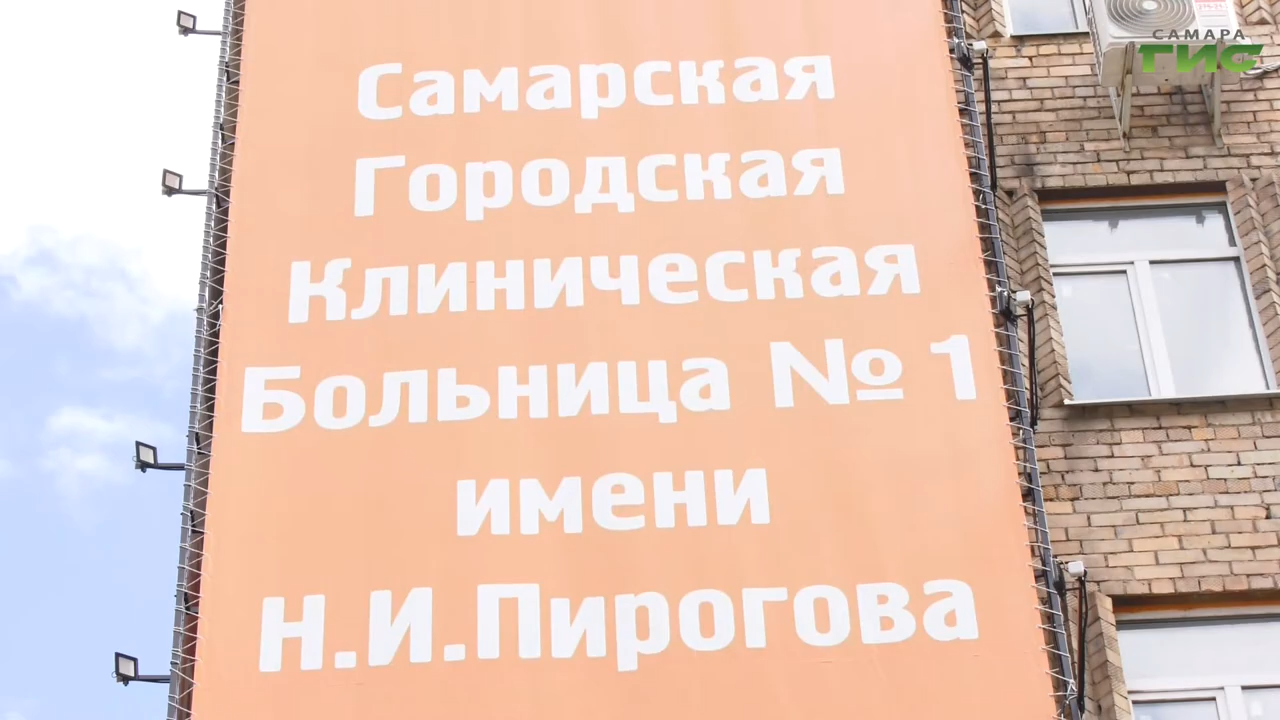 САМАРА
ГИС
Самарская
Городская
Клиническая
Больница № 1
имени
Н.И.Пирогова